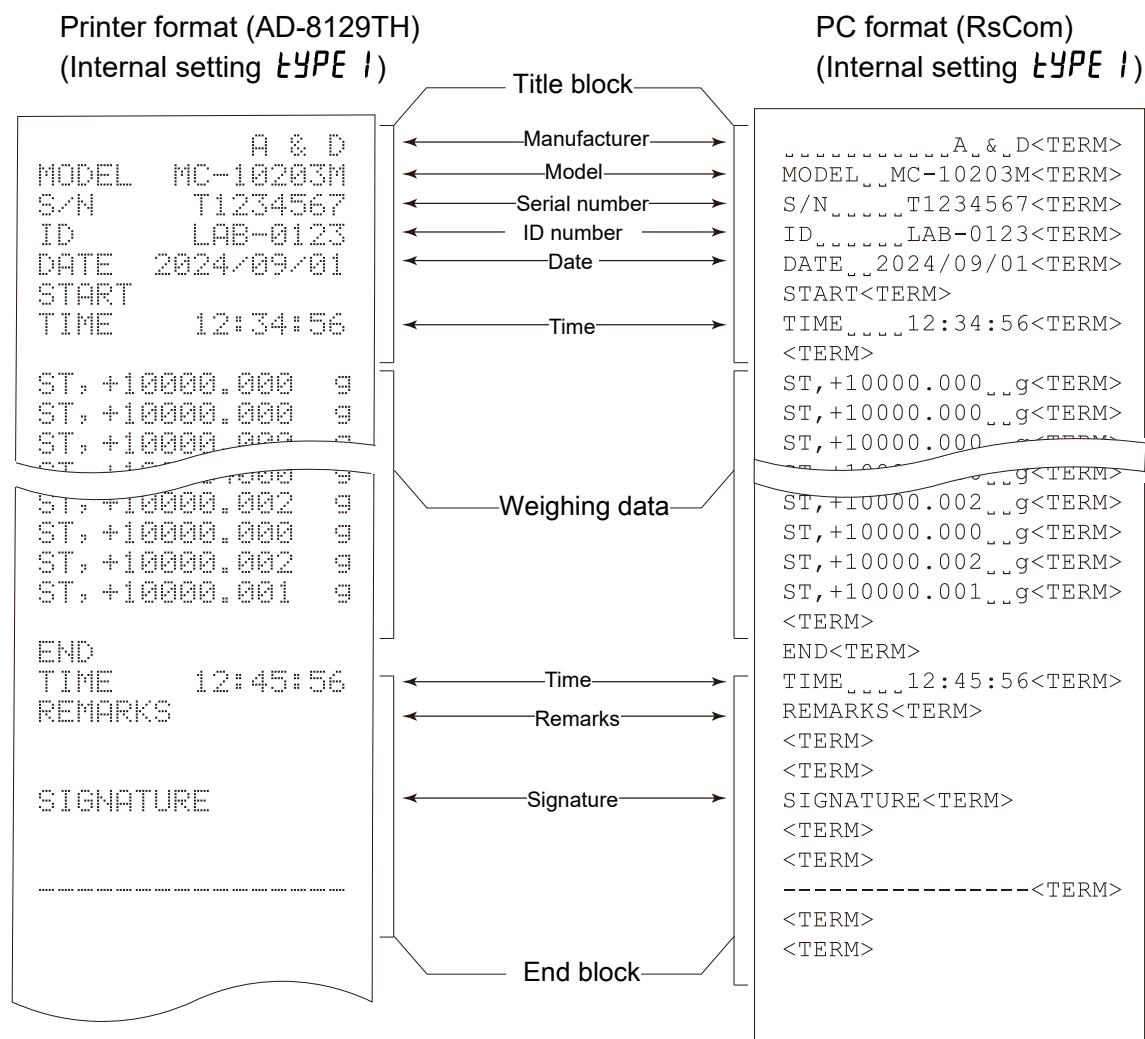 Printer format (AD-8129TH)
(Internal setting tYPE 1)
A & D
MODEL MC-10203M
S/N T1234567
ID LAB-0123
DATE 2024/09/01
START
TIME 12:34:56
ST, +10000.000 g
ST, +10000.000 g
ST, +10000.000 g
ST, +10000.002 g
ST, +10000.000 g
ST, +10000.002 g
ST, +10000.001 g
END
TIME 12:45:56
REMARKS
SIGNATURE
----------------
Title block
Manufacturer
Model
Serial number
ID number
Date
Time
Weighing data
Time
Remarks
Signature
End block
PC format (RsCom)
(Internal setting tYPE 1)
␣␣␣␣␣␣␣␣␣␣␣A␣&␣D<TERM>
MODEL␣␣MC-10203M<TERM>
S/N␣␣␣␣␣T1234567<TERM>
ID␣␣␣␣␣␣LAB-0123<TERM>
DATE␣␣2024/09/01<TERM>
START<TERM>
TIME␣␣␣␣12:34:56<TERM>
<TERM>
ST,+10000.000␣␣g<TERM>
ST,+10000.000␣␣g<TERM>
ST,+10000.000␣␣g<TERM>
ST,+10000.002␣␣g<TERM>
ST,+10000.000␣␣g<TERM>
ST,+10000.002␣␣g<TERM>
ST,+10000.001␣␣g<TERM>
<TERM>
END<TERM>
TIME␣␣␣␣12:45:56<TERM>
REMARKS<TERM>
<TERM>
<TERM>
SIGNATURE<TERM>
<TERM>
<TERM>
----------------<TERM>
<TERM>
<TERM>